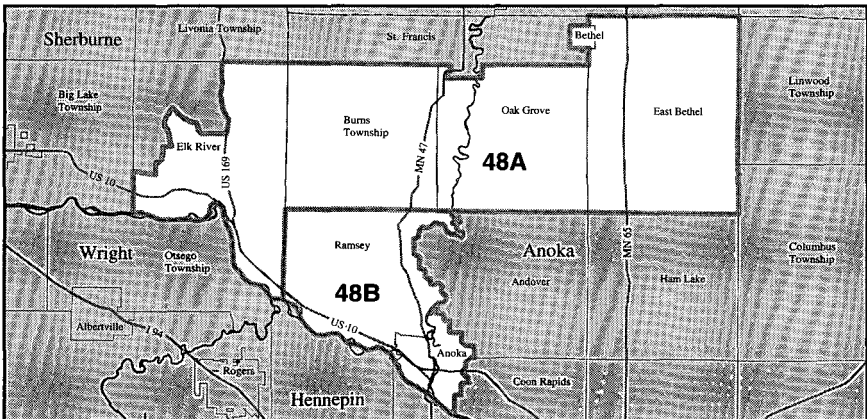 Livonia Township
St. Francis
Sherburne
Bethel
Big Lake
Township
Linwood
Township
Burns
Township
Oak Grove
East Bethel
Elk River
US 169
MN 47
48A
US 10
MN 65
Wright
Otsego
Township
Ramsey
Anoka
Columbus
Township
Andover
Ham Lake
48B
Albertville
I 94
US 10
Anoka
Rogers
Coon Rapids
Hennepin